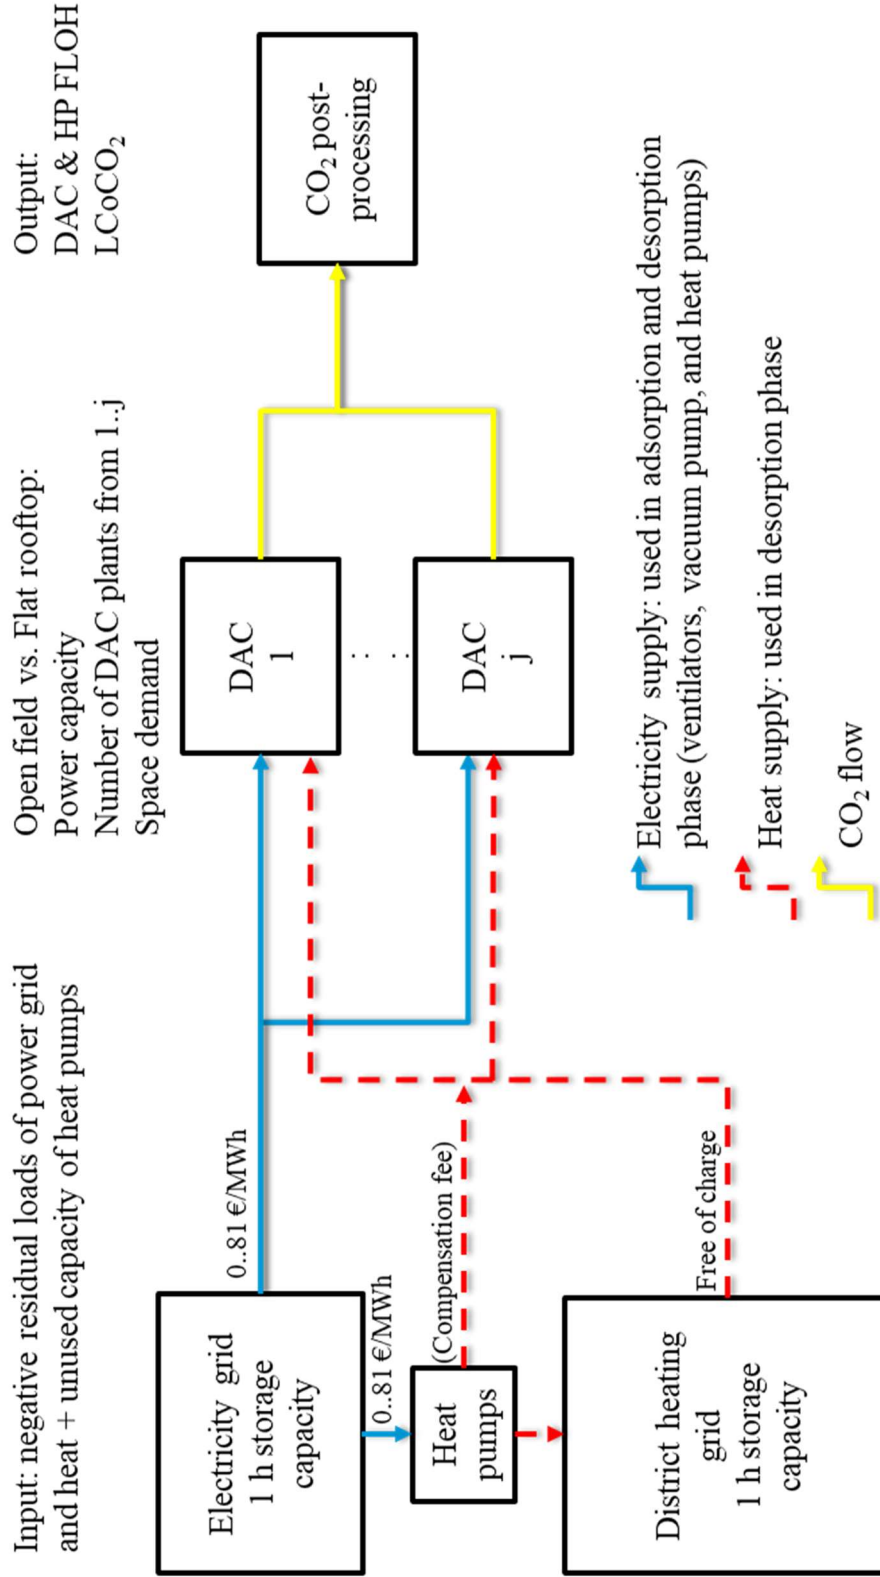 Input: negative residual loads of power grid
and heat + unused capacity of heat pumps
Open field vs. Flat rooftop:
Power capacity
Number of DAC plants from 1..j
Space demand
Output:
DAC & HP FLOH
LCoCO₂
Electricity grid
1 h storage
capacity
0..81 €/MWh
0..81 €/MWh
Heat
pumps
(Compensation fee)
District heating
grid
1 h storage
capacity
Free of charge
DAC
1
: :
DAC
j
CO₂ post-
processing
Electricity supply: used in adsorption and desorption
phase (ventilators, vacuum pump, and heat pumps)
Heat supply: used in desorption phase
CO₂ flow